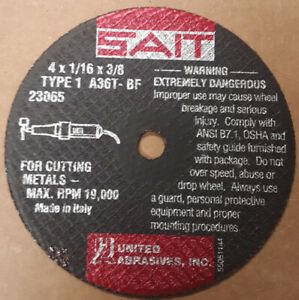 SAIT
4 x 1/16 x 3/8
TYPE 1 A36T-BF
23065
FOR CUTTING
METALS –
MAX. RPM 19,000
Made in Italy
— WARNING —
EXTREMELY DANGEROUS
Improper use may cause wheel
breakage and serious
injury. Comply with
ANSI B7.1, OSHA and
safety guide furnished
with package. Do not
over speed, abuse or
drop wheel. Always use
a guard, personal protective
equipment and proper
mounting procedures.
UNITED
ABRASIVES, INC.